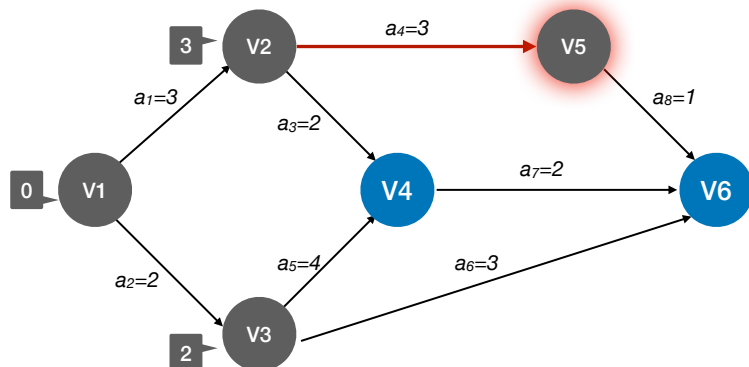 3
V2
a₄=3
V5
a₁=3
a₃=2
a₈=1
0
V1
V4
a₇=2
V6
a₂=2
a₅=4
a₆=3
V3
2